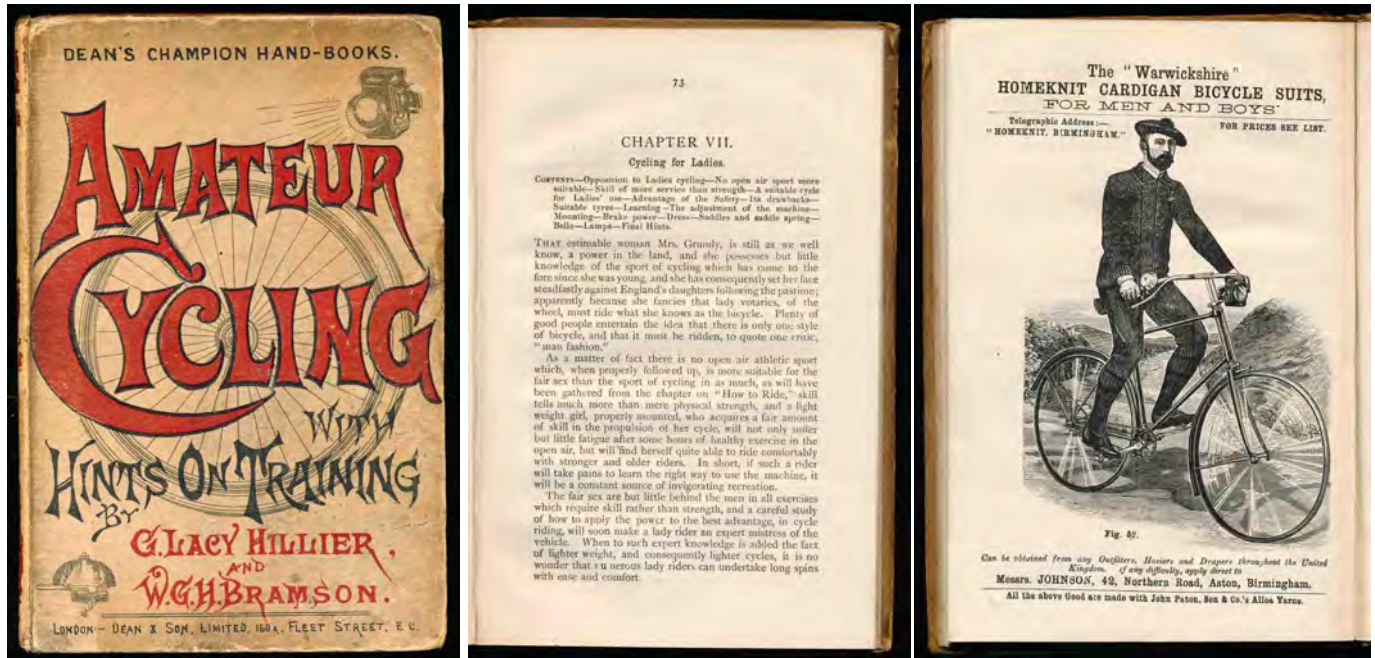 DEAN'S CHAMPION HAND-BOOKS.
AMATEUR
CYCLING
WITH
HINTS ON TRAINING
BY
G. LACY HILLIER,
AND
W.G.H. BRAMSON.
LONDON:- DEAN & SON, LIMITED, 160A, FLEET STREET, E C.
73
CHAPTER VII.
Cycling for Ladies.
CONTENTS—Opposition to Ladies cycling—No open air sport more
suitable—Skill of more service than strength—A suitable cycle
for Ladies' use—Advantage of the Safety—Its drawbacks—
Suitable tyres—Learning—The adjustment of the machine—
Mounting—Brake power—Dress—Saddles and saddle spring—
Bells—Lamps—Final Hints.
THAT estimable woman Mrs. Grundy, is still as we well
know, a power in the land, and she possesses but little
knowledge of the sport of cycling which has come to the
fore since she was young, and she has consequently set her face
steadfastly against England's daughters following the pastime;
apparently because she fancies that lady votaries, of the
wheel, must ride what she knows as the bicycle. Plenty of
good people entertain the idea that there is only one style
of bicycle, and that it must be ridden, to quote one critic,
"man fashion."
As a matter of fact there is no open air athletic sport
which, when properly followed up, is more suitable for the
fair sex than the sport of cycling in as much, as will have
been gathered from the chapter on "How to Ride," skill
tells much more than mere physical strength, and a light
weight girl, properly mounted, who acquires a fair amount
of skill in the propulsion of her cycle, will not only suffer
but little fatigue after some hours of healthy exercise in the
open air, but will find herself quite able to ride comfortably
with stronger and older riders. In short, if such a rider
will take pains to learn the right way to use the machine, it
will be a constant source of invigorating recreation.
The fair sex are but little behind the men in all exercises
which require skill rather than strength, and a careful study
of how to apply the power to the best advantage, in cycle
riding, will soon make a lady rider an expert mistress of the
vehicle. When to such expert knowledge is added the fact
of lighter weight, and consequently lighter cycles, it is no
wonder that nu nerous lady riders can undertake long spins
with ease and comfort.
The "Warwickshire"
HOMEKNIT CARDIGAN BICYCLE SUITS,
FOR MEN AND BOYS
Telegraphic Address:—
"HOMEKNIT, BIRMINGHAM."
FOR PRICES SEE LIST.
Fig. 57.
Can be obtained from any Outfitters, Hosiers and Drapers throughout the United
Kingdom. if any difficulty, apply direct to
Messrs. JOHNSON, 42, Northern Road, Aston, Birmingham.
All the above Good are made with John Paton, Son & Co.'s Alloa Yarns.